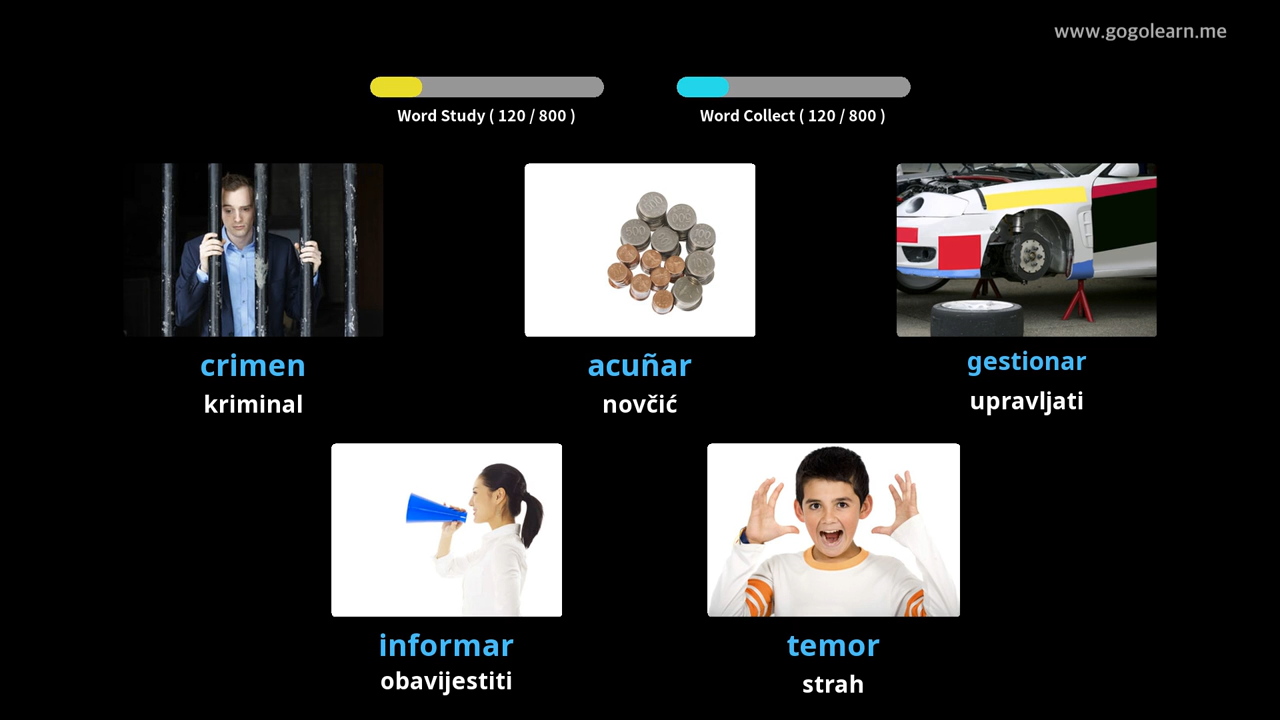 www.gogolearn.me
Word Study ( 120 / 800 )
Word Collect ( 120 / 800 )
crimen
kriminal
acuñar
novčić
gestionar
upravljati
informar
obavijestiti
temor
strah